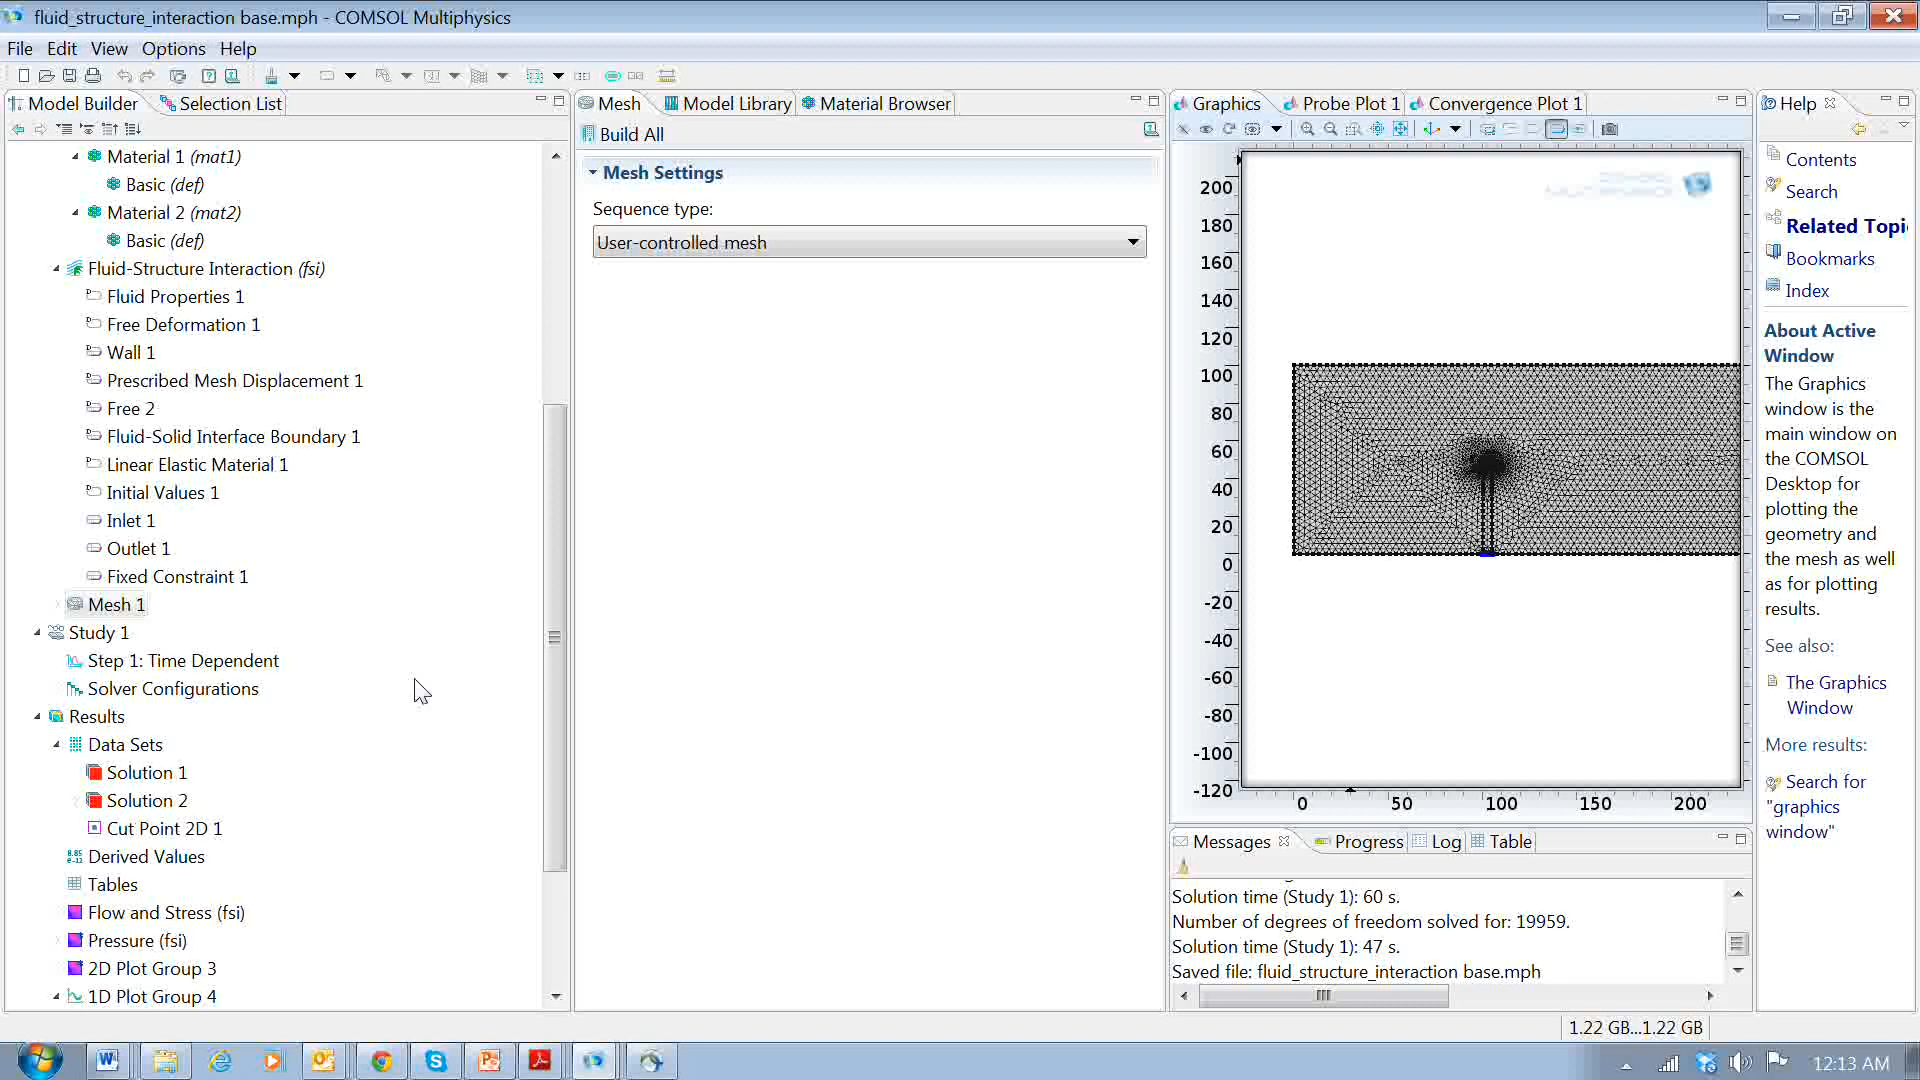 fluid_structure_interaction base.mph - COMSOL Multiphysics
File Edit View Options Help
Model Builder Selection List
Material 1 (mat1)
Basic (def)
Material 2 (mat2)
Basic (def)
Fluid-Structure Interaction (fsi)
Fluid Properties 1
Free Deformation 1
Wall 1
Prescribed Mesh Displacement 1
Free 2
Fluid-Solid Interface Boundary 1
Linear Elastic Material 1
Initial Values 1
Inlet 1
Outlet 1
Fixed Constraint 1
Mesh 1
Study 1
Step 1: Time Dependent
Solver Configurations
Results
Data Sets
Solution 1
Solution 2
Cut Point 2D 1
Derived Values
Tables
Flow and Stress (fsi)
Pressure (fsi)
2D Plot Group 3
1D Plot Group 4
Mesh Model Library Material Browser
Build All
Mesh Settings
Sequence type:
User-controlled mesh
Graphics Probe Plot 1 Convergence Plot 1
200
180
160
140
120
100
80
60
40
20
0
-20
-40
-60
-80
-100
-120
0 50 100 150 200
Messages Progress Log Table
Solution time (Study 1): 60 s.
Number of degrees of freedom solved for: 19959.
Solution time (Study 1): 47 s.
Saved file: fluid_structure_interaction base.mph
Help
Contents
Search
Related Topi
Bookmarks
Index
About Active
Window
The Graphics
window is the
main window on
the COMSOL
Desktop for
plotting the
geometry and
the mesh as well
as for plotting
results.
See also:
The Graphics
Window
More results:
Search for
"graphics
window"
1.22 GB...1.22 GB
12:13 AM